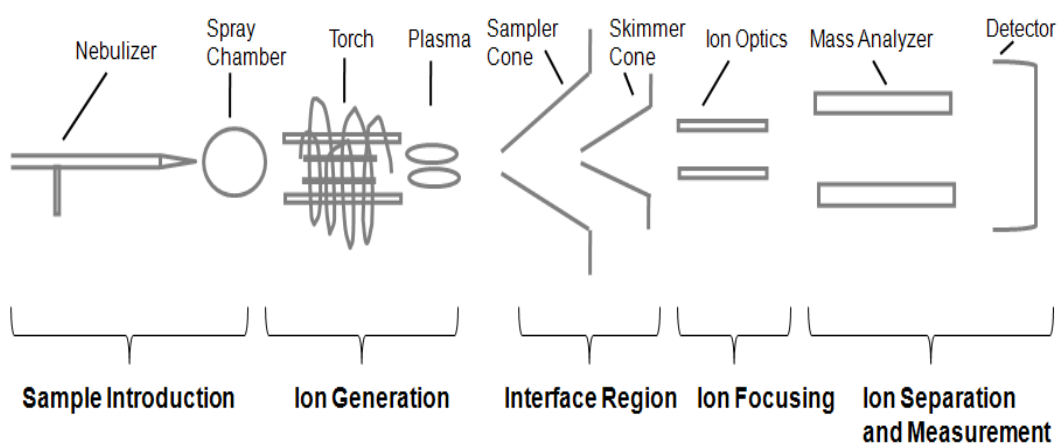 Nebulizer
Spray
Chamber
Torch
Plasma
Sampler
Cone
Skimmer
Cone
Ion Optics
Mass Analyzer
Detector
Sample Introduction
Ion Generation
Interface Region
Ion Focusing
Ion Separation
and Measurement